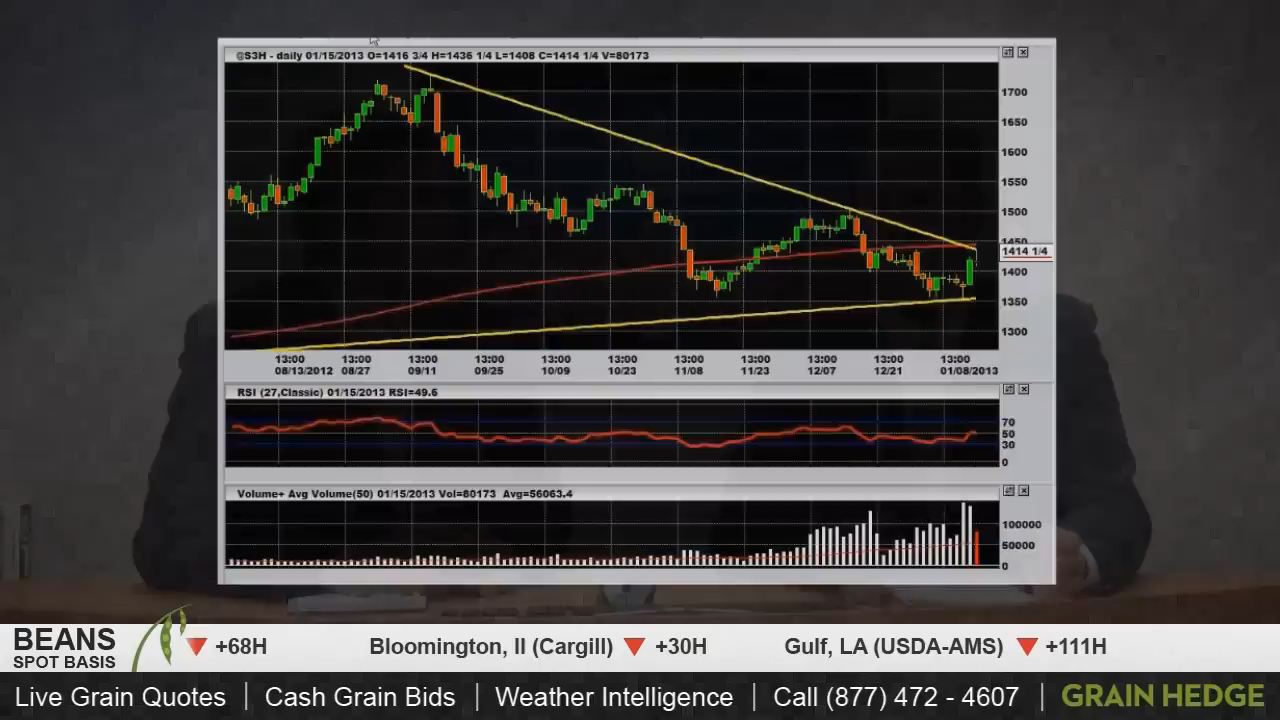 @S3H - daily 01/15/2013 O=1416 3/4 H=1436 1/4 L=1408 C=1414 1/4 V=80173
1700
1650
1600
1550
1500
1450
1414 1/4
1400
1350
1300
13:00 13:00 13:00 13:00 13:00 13:00 13:00 13:00 13:00 13:00 13:00
08/13/2012 08/27 09/11 09/25 10/09 10/23 11/08 11/23 12/07 12/21 01/08/2013
RSI (27,Classic) 01/15/2013 RSI=49.6
70
50
30
0
Volume+ Avg Volume(50) 01/15/2013 Vol=80173 Avg=56063.4
100000
50000
0
BEANS
SPOT BASIS
+68H Bloomington, Il (Cargill) +30H Gulf, LA (USDA-AMS) +111H
Live Grain Quotes | Cash Grain Bids | Weather Intelligence | Call (877) 472 - 4607 | GRAIN HEDGE